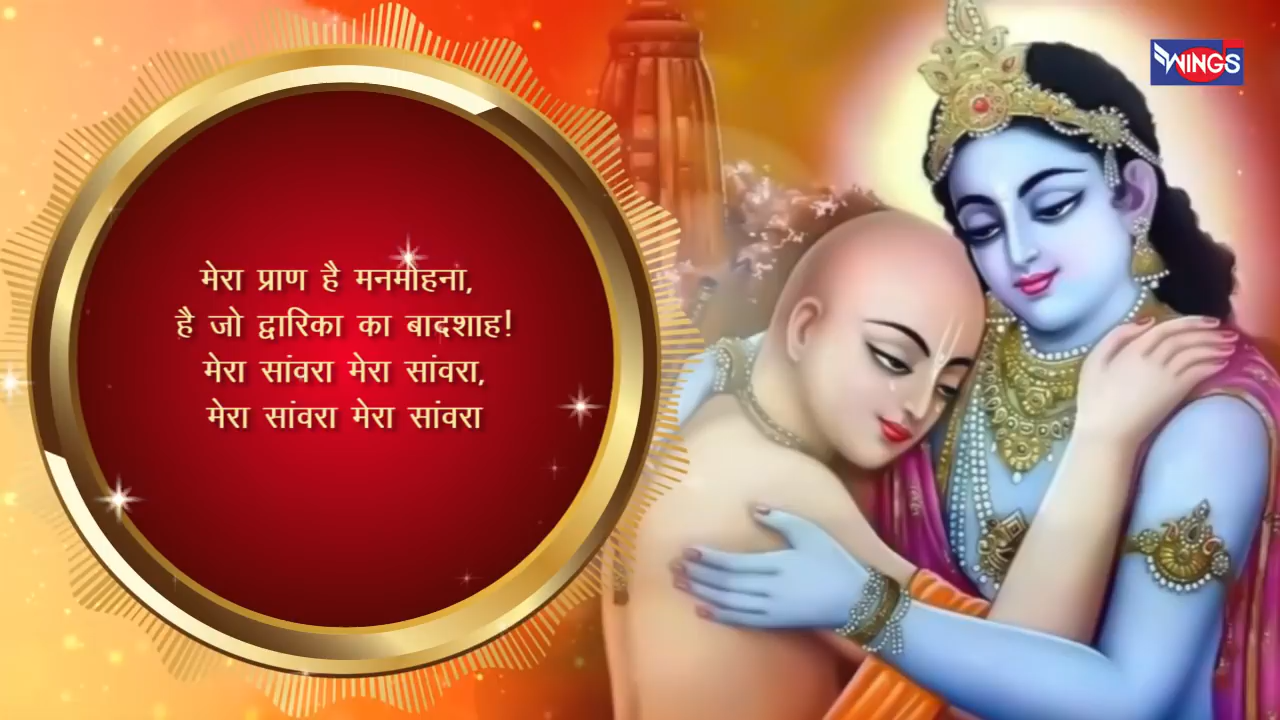 मेरा प्राण है मनमोहना,
है जो द्वारिका का बादशाह!
मेरा सांवरा मेरा सांवरा,
मेरा सांवरा मेरा सांवरा
WINGS